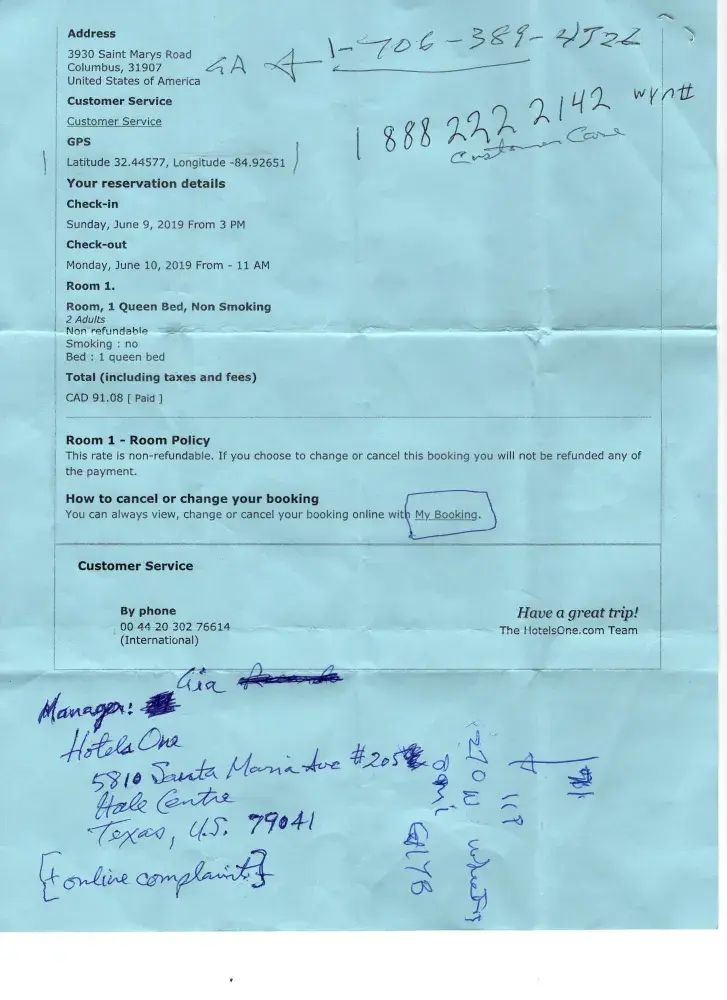 Address
3930 Saint Marys Road
Columbus, 31907
United States of America
GA
1-706-389-4526
Customer Service
Customer Service
1 888 222 2142
Customer Care
GPS
Latitude 32.44577, Longitude -84.92651
Your reservation details
Check-in
Sunday, June 9, 2019 From 3 PM
Check-out
Monday, June 10, 2019 From - 11 AM
Room 1.
Room, 1 Queen Bed, Non Smoking
2 Adults
Non refundable
Smoking : no
Bed : 1 queen bed
Total (including taxes and fees)
CAD 91.08 [ Paid ]
Room 1 - Room Policy
This rate is non-refundable. If you choose to change or cancel this booking you will not be refunded any of
the payment.
How to cancel or change your booking
You can always view, change or cancel your booking online with My Booking.
Customer Service
By phone
00 44 20 302 76614
(International)
Have a great trip!
The HotelsOne.com Team
Gia
Manager:
Hotels One
5810 Santa Maria Ave #205
Hale Centre
Texas, U.S. 79041
[+ online complaint]
270 W